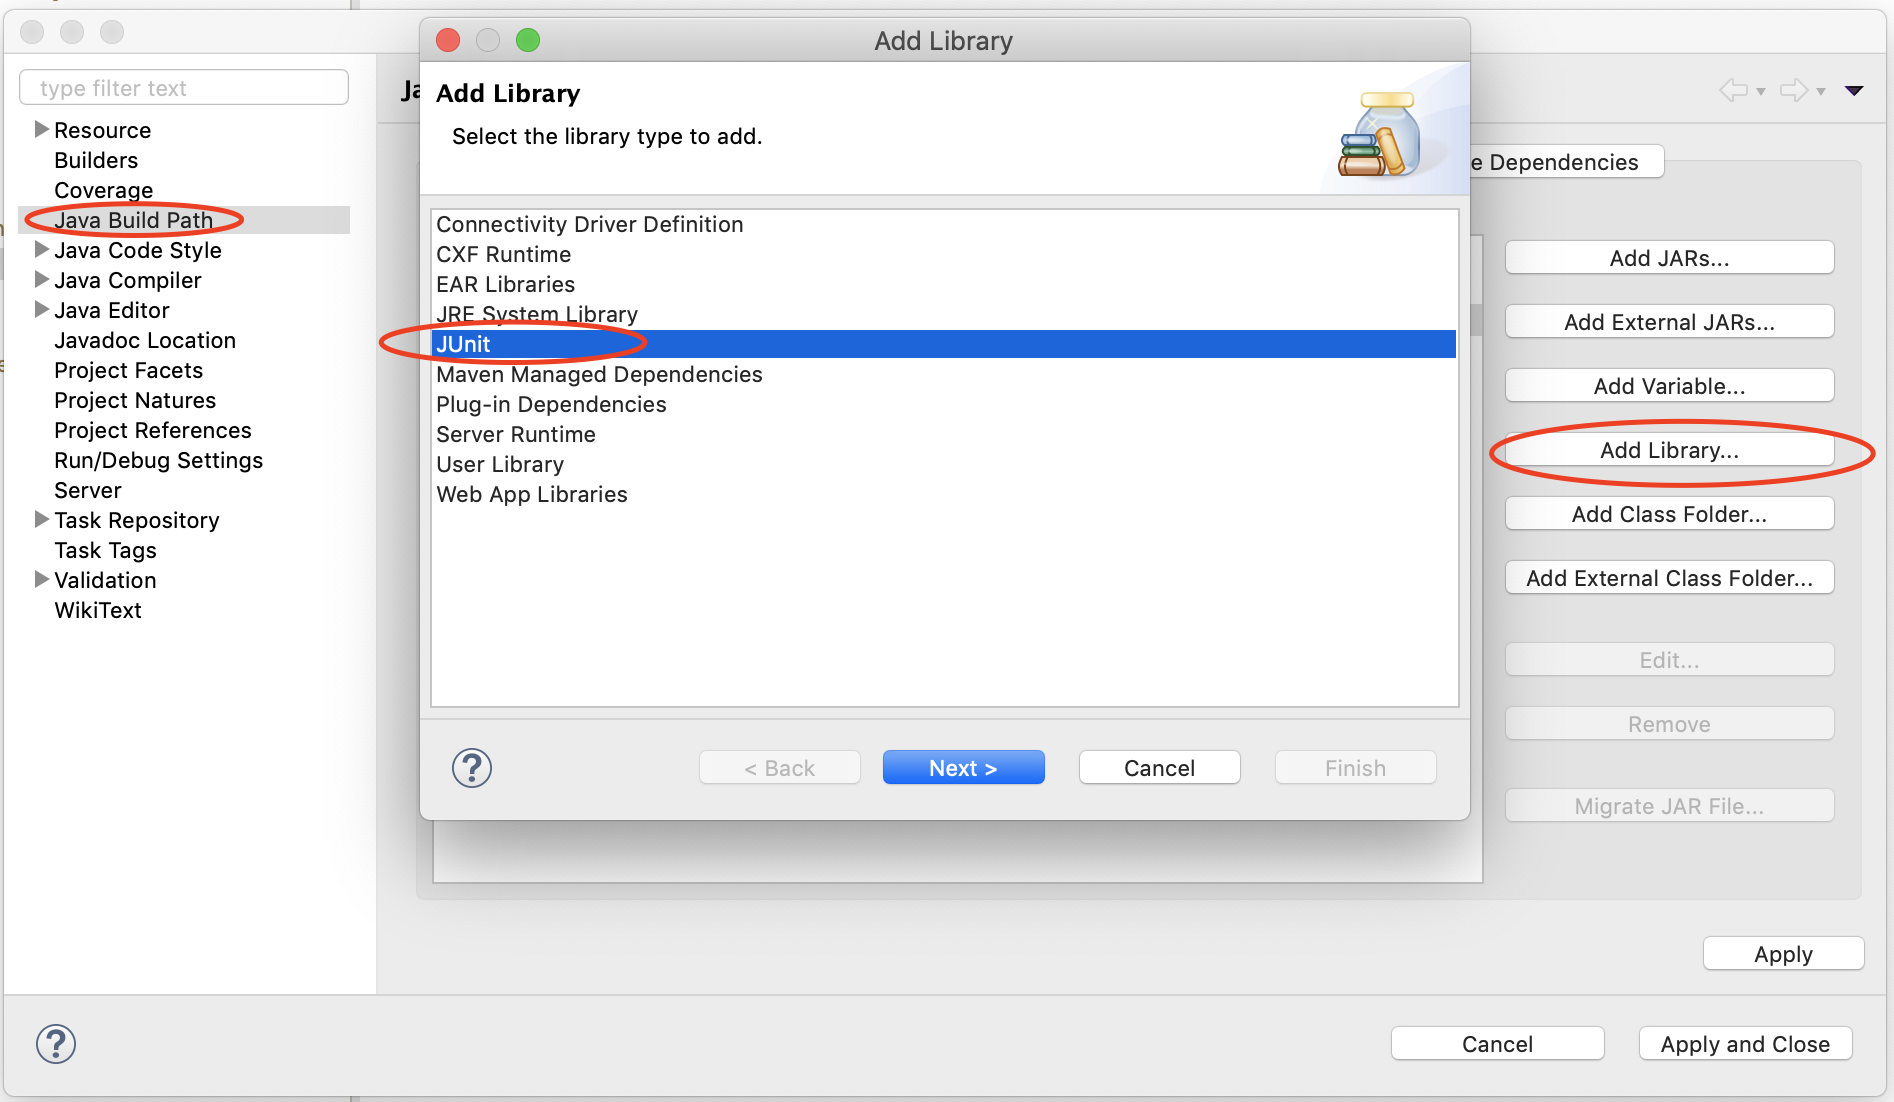 Add Library
type filter text
Resource
Builders
Coverage
Java Build Path
Java Code Style
Java Compiler
Java Editor
Javadoc Location
Project Facets
Project Natures
Project References
Run/Debug Settings
Server
Task Repository
Task Tags
Validation
WikiText
Add Library
Select the library type to add.
Connectivity Driver Definition
CXF Runtime
EAR Libraries
JRE System Library
JUnit
Maven Managed Dependencies
Plug-in Dependencies
Server Runtime
User Library
Web App Libraries
?
< Back
Next >
Cancel
Finish
Dependencies
Add JARs...
Add External JARs...
Add Variable...
Add Library...
Add Class Folder...
Add External Class Folder...
Edit...
Remove
Migrate JAR File...
Apply
?
Cancel
Apply and Close